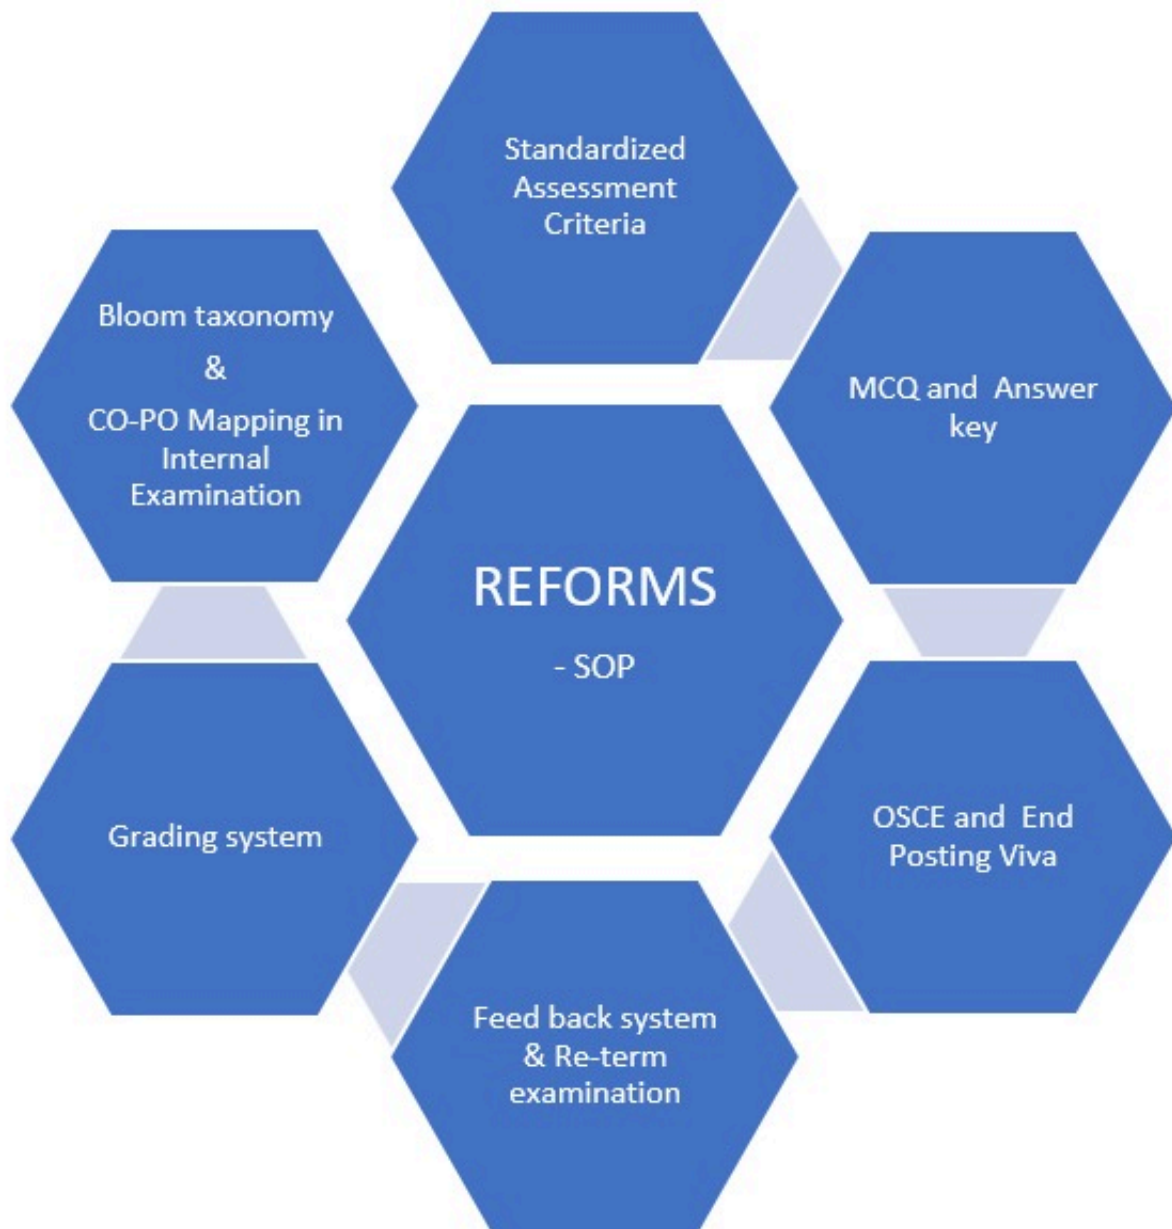 Standardized
Assessment
Criteria
MCQ and Answer
key
OSCE and End
Posting Viva
Feed back system
& Re-term
examination
Grading system
Bloom taxonomy
&
CO-PO Mapping in
Internal
Examination
REFORMS
- SOP